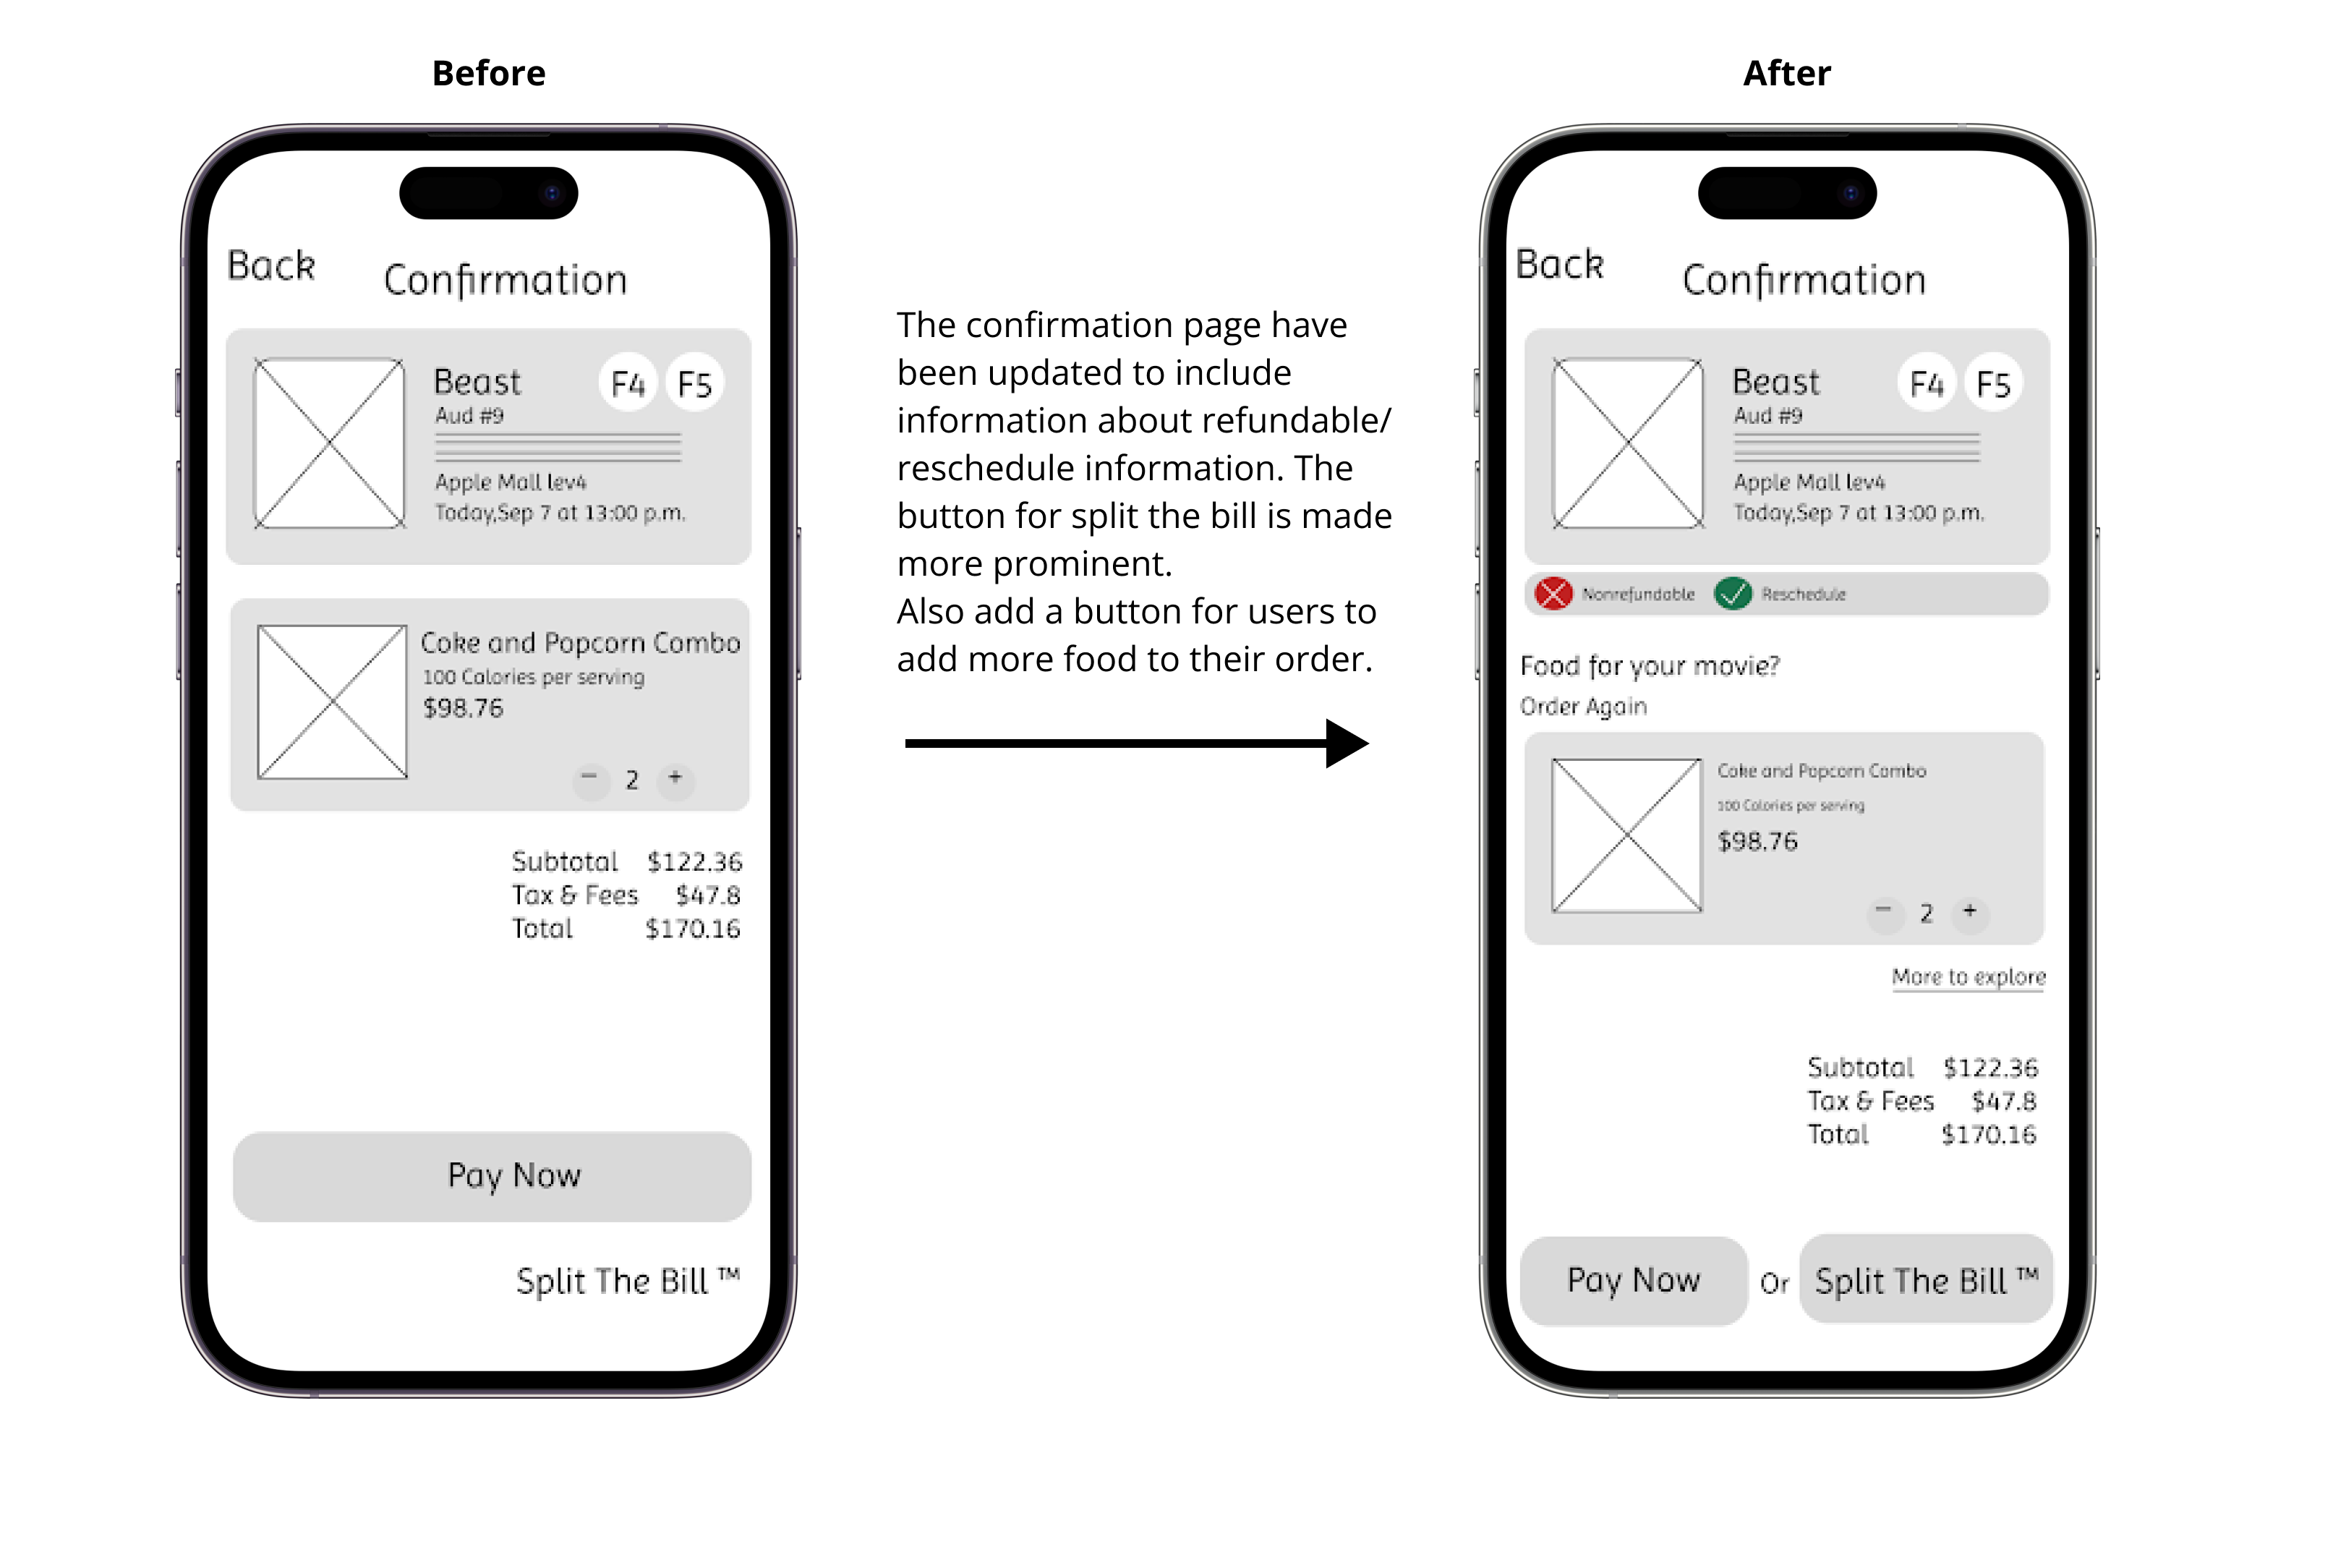 Before
Back
Confirmation
Beast
F4 F5
Aud #9
Apple Mall lev4
Today,Sep 7 at 13:00 p.m.
Coke and Popcorn Combo
100 Calories per serving
$98.76
− 2 +
Subtotal $122.36
Tax & Fees $47.8
Total $170.16
Pay Now
Split The Bill ™
The confirmation page have
been updated to include
information about refundable/
reschedule information. The
button for split the bill is made
more prominent.
Also add a button for users to
add more food to their order.
After
Back
Confirmation
Beast
F4 F5
Aud #9
Apple Mall lev4
Today,Sep 7 at 13:00 p.m.
Nonrefundable Reschedule
Food for your movie?
Order Again
Coke and Popcorn Combo
100 Calories per serving
$98.76
− 2 +
More to explore
Subtotal $122.36
Tax & Fees $47.8
Total $170.16
Pay Now Or Split The Bill ™